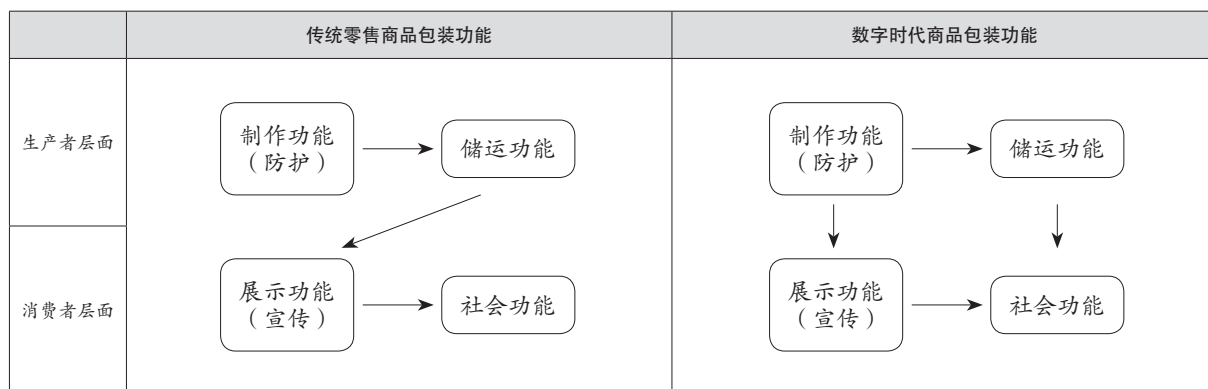 传统零售商品包装功能
数字时代商品包装功能
生产者层面
制作功能
（防护）
储运功能
制作功能
（防护）
储运功能
消费者层面
展示功能
（宣传）
社会功能
展示功能
（宣传）
社会功能